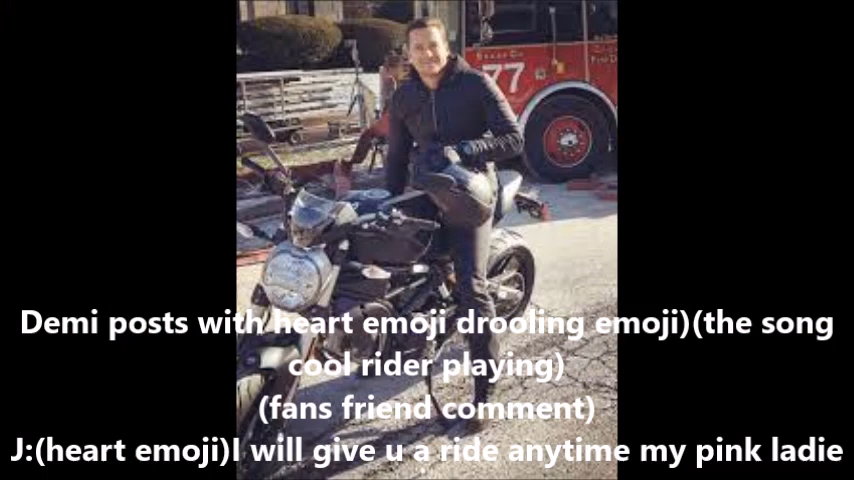 77
Demi posts with heart emoji drooling emoji)(the song
cool rider playing)
(fans friend comment)
J:(heart emoji)I will give u a ride anytime my pink ladie